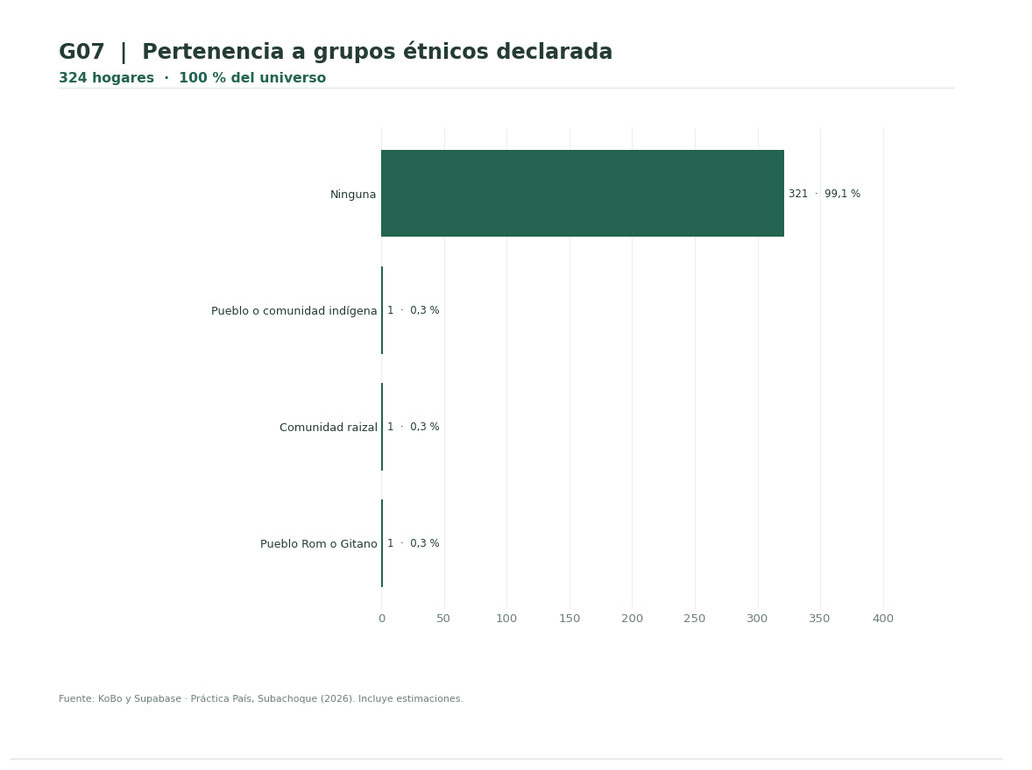 G07 | Pertenencia a grupos étnicos declarada
324 hogares · 100 % del universo
Ninguna
321 · 99,1 %
Pueblo o comunidad indígena
1 · 0,3 %
Comunidad raizal
1 · 0,3 %
Pueblo Rom o Gitano
1 · 0,3 %
0 50 100 150 200 250 300 350 400
Fuente: KoBo y Supabase · Práctica País, Subachoque (2026). Incluye estimaciones.